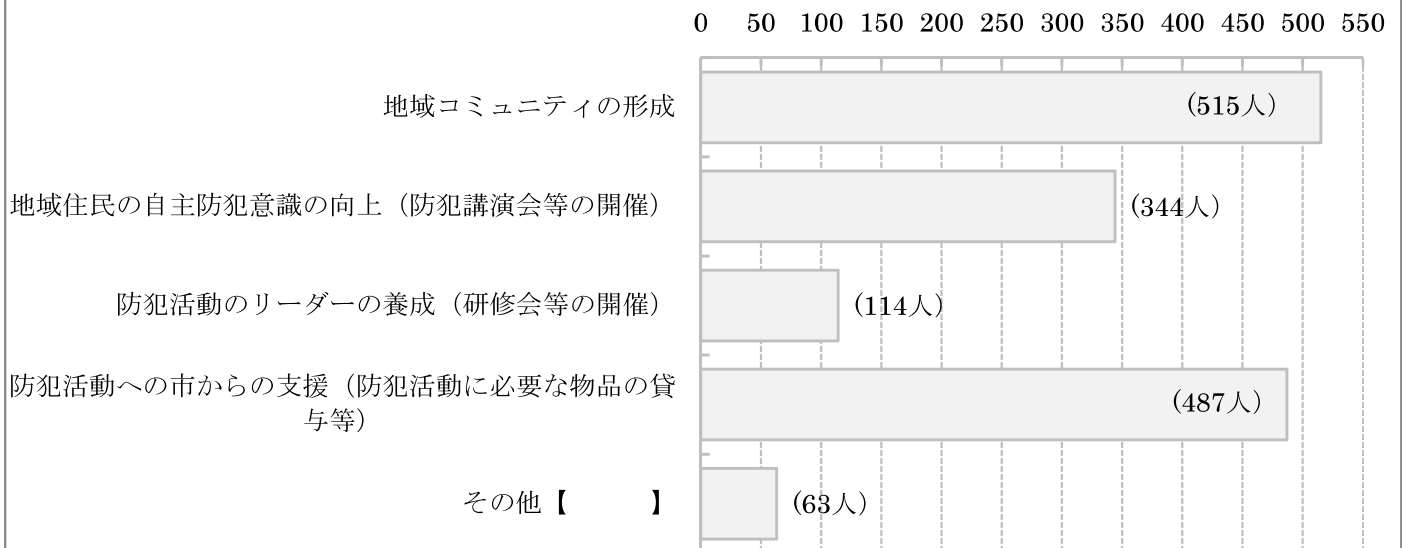 0 50 100 150 200 250 300 350 400 450 500 550
地域コミュニティの形成
(515人)
地域住民の自主防犯意識の向上（防犯講演会等の開催）
(344人)
防犯活動のリーダーの養成（研修会等の開催）
(114人)
防犯活動への市からの支援（防犯活動に必要な物品の貸
与等）
(487人)
その他【　　　】
(63人)